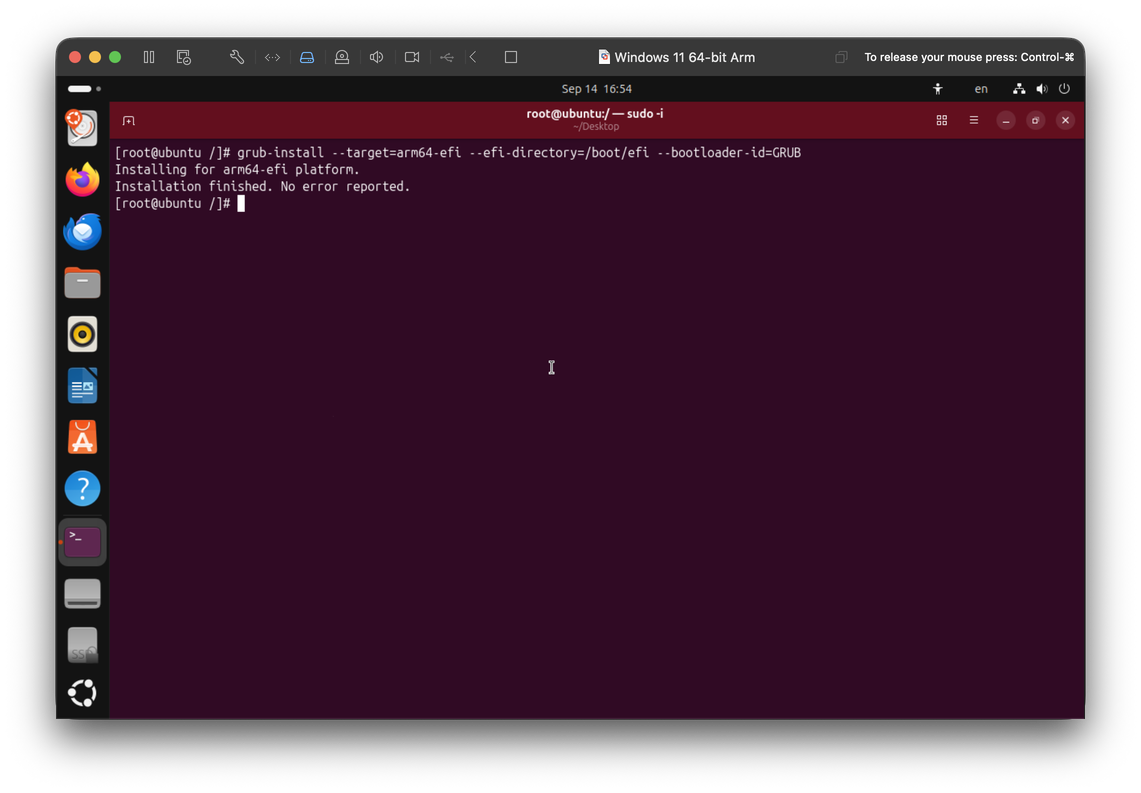 Windows 11 64-bit Arm
To release your mouse press: Control-⌘
Sep 14 16:54
en
root@ubuntu:/ — sudo -i
~/Desktop
[root@ubuntu /]# grub-install --target=arm64-efi --efi-directory=/boot/efi --bootloader-id=GRUB
Installing for arm64-efi platform.
Installation finished. No error reported.
[root@ubuntu /]#
?
>_
SSD